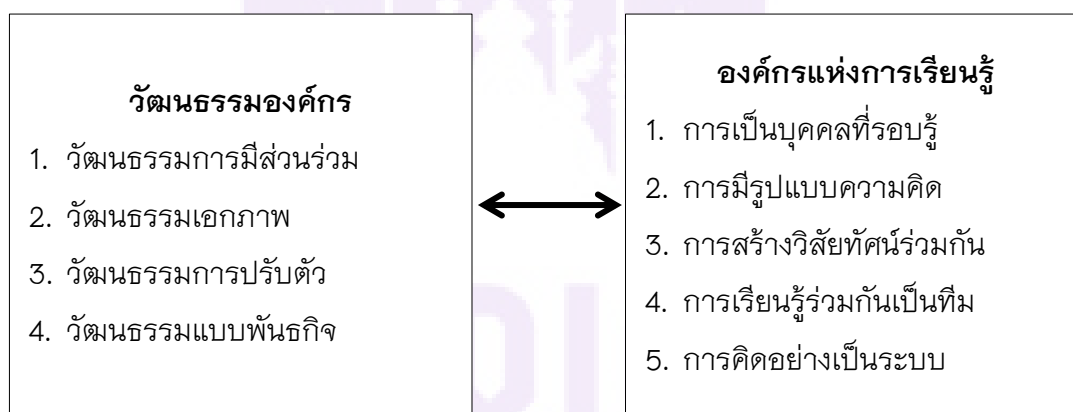 วัฒนธรรมองค์กร
1. วัฒนธรรมการมีส่วนร่วม
2. วัฒนธรรมเอกภาพ
3. วัฒนธรรมการปรับตัว
4. วัฒนธรรมแบบพันธกิจ
องค์กรแห่งการเรียนรู้
1. การเป็นบุคคลที่รอบรู้
2. การมีรูปแบบความคิด
3. การสร้างวิสัยทัศน์ร่วมกัน
4. การเรียนรู้ร่วมกันเป็นทีม
5. การคิดอย่างเป็นระบบ